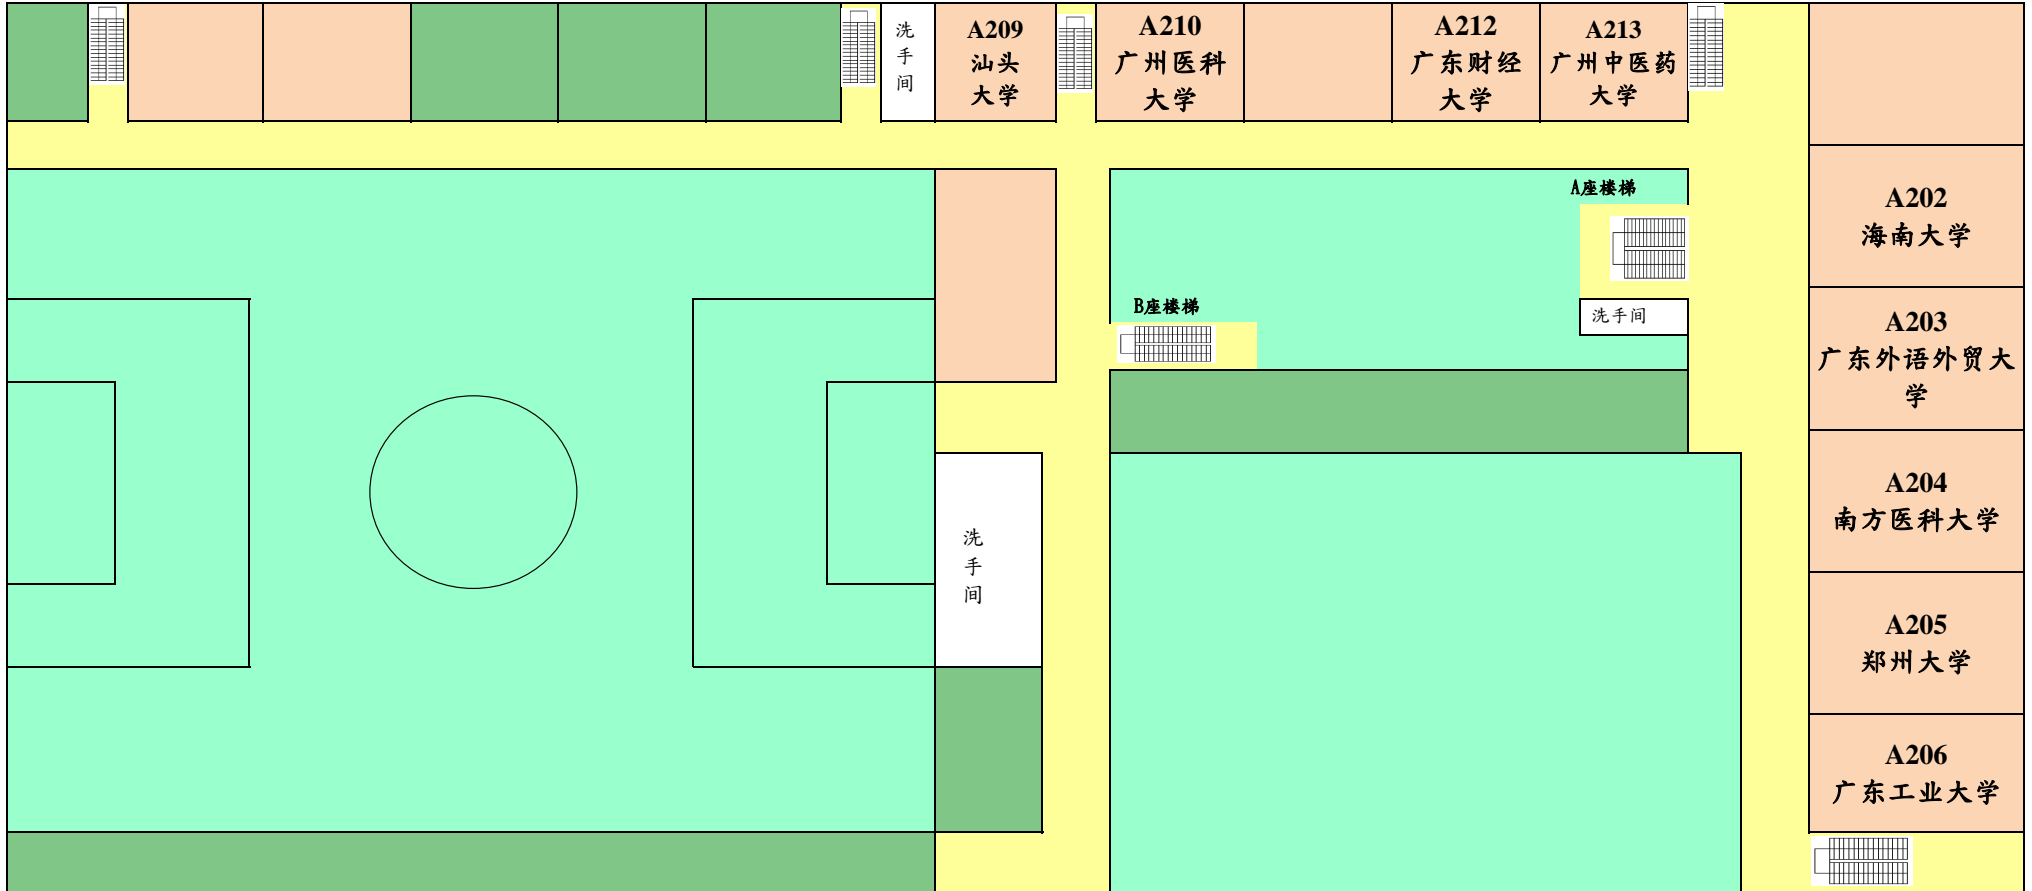 洗
手
间
A209
汕头
大学
A210
广州医科
大学
A212
广东财经
大学
A213
广州中医药
大学
A座楼梯
A202
海南大学
B座楼梯
洗手间
A203
广东外语外贸大
学
A204
南方医科大学
洗
手
间
A205
郑州大学
A206
广东工业大学